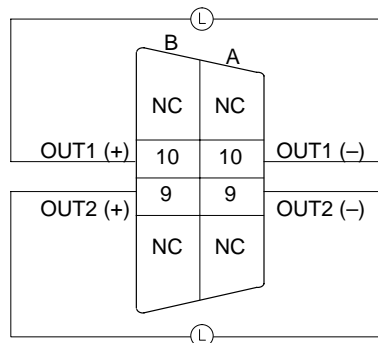 L
B A
NC NC
OUT1 (+) 10 10 OUT1 (–)
9 9
OUT2 (+) OUT2 (–)
NC NC
L